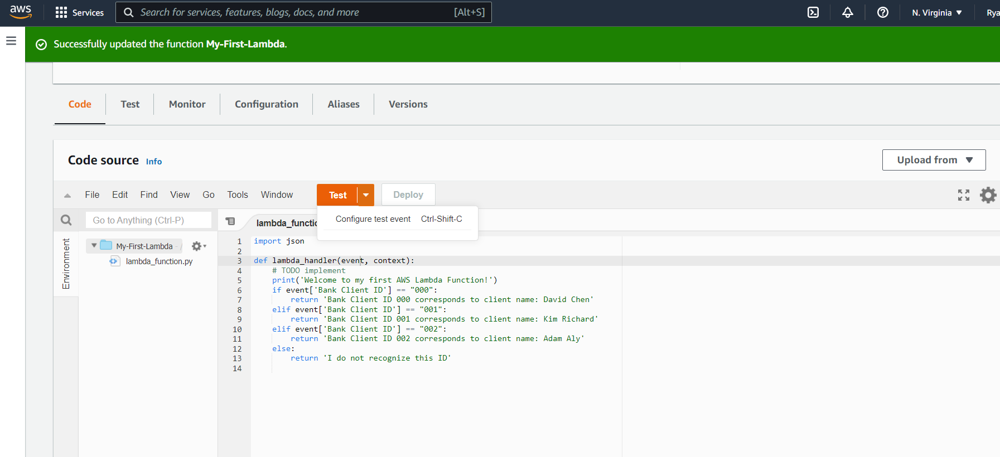 aws Services Search for services, features, blogs, docs, and more [Alt+S] N. Virginia Rya
Successfully updated the function My-First-Lambda.
Code Test Monitor Configuration Aliases Versions
Code source Info Upload from
File Edit Find View Go Tools Window Test Deploy
Configure test event Ctrl-Shift-C
Go to Anything (Ctrl-P) lambda_functio
Environment
My-First-Lambda - /
lambda_function.py
1 import json
2
3 def lambda_handler(event, context):
4 # TODO implement
5 print('Welcome to my first AWS Lambda Function!')
6 if event['Bank Client ID'] == "000":
7 return 'Bank Client ID 000 corresponds to client name: David Chen'
8 elif event['Bank Client ID'] == "001":
9 return 'Bank Client ID 001 corresponds to client name: Kim Richard'
10 elif event['Bank Client ID'] == "002":
11 return 'Bank Client ID 002 corresponds to client name: Adam Aly'
12 else:
13 return 'I do not recognize this ID'
14